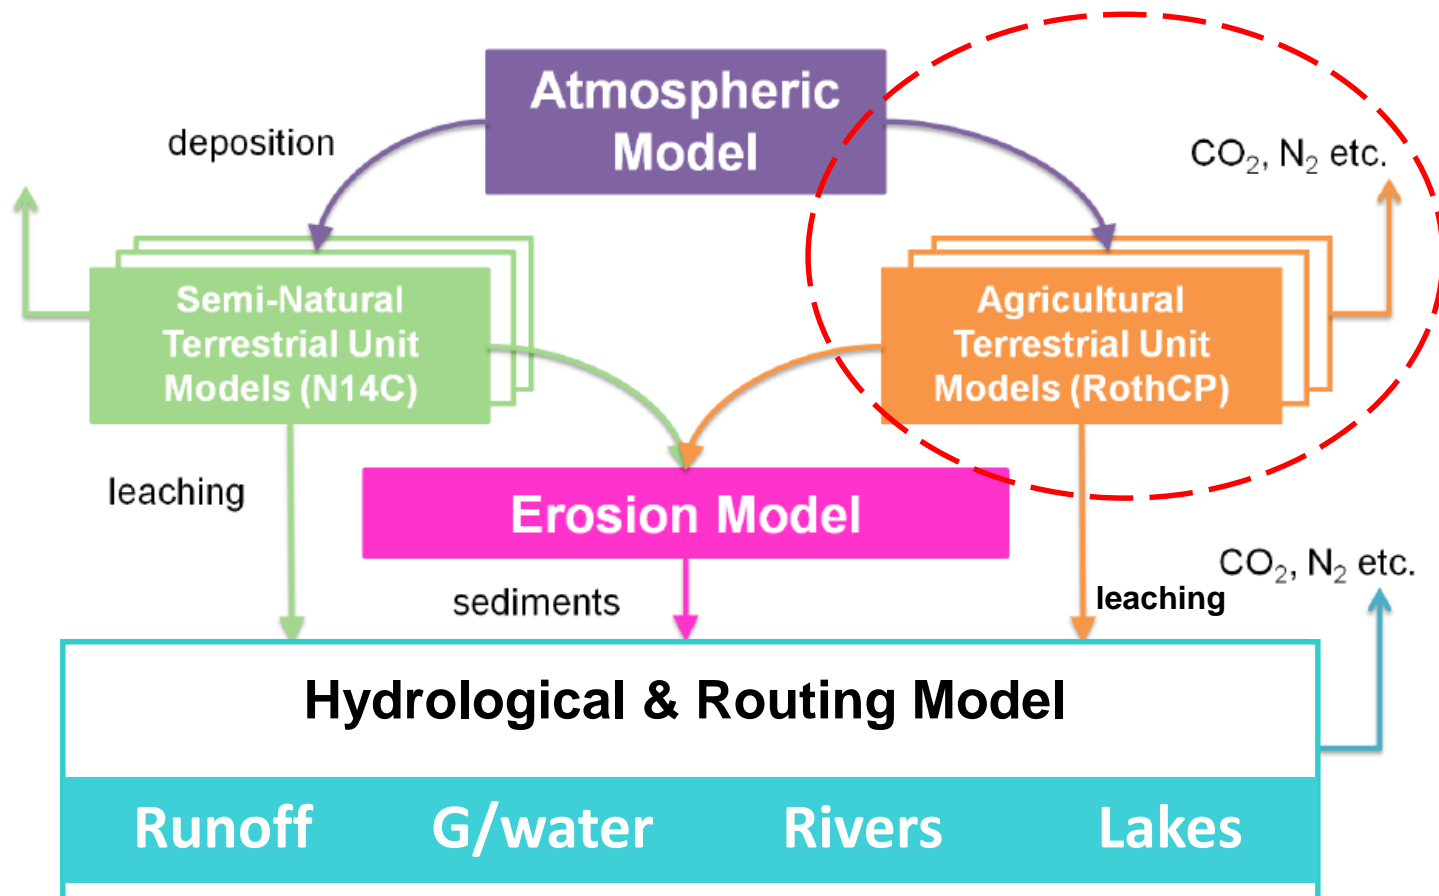 Atmospheric
Model
deposition
CO₂, N₂ etc.
Semi-Natural
Terrestrial Unit
Models (N14C)
Agricultural
Terrestrial Unit
Models (RothCP)
leaching
Erosion Model
CO₂, N₂ etc.
sediments
leaching
Hydrological & Routing Model
Runoff G/water Rivers Lakes